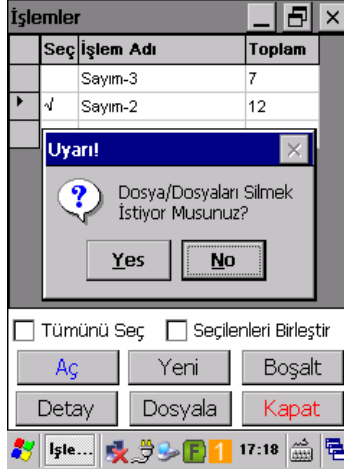 İşlemler
Seç İşlem Adı Toplam
Sayım-3 7
√ Sayım-2 12
Uyarı!
Dosya/Dosyaları Silmek
İstiyor Musunuz?
Yes No
Tümünü Seç Seçilenleri Birleştir
Aç Yeni Boşalt
Detay Dosyala Kapat
İşle... F 1 17:18